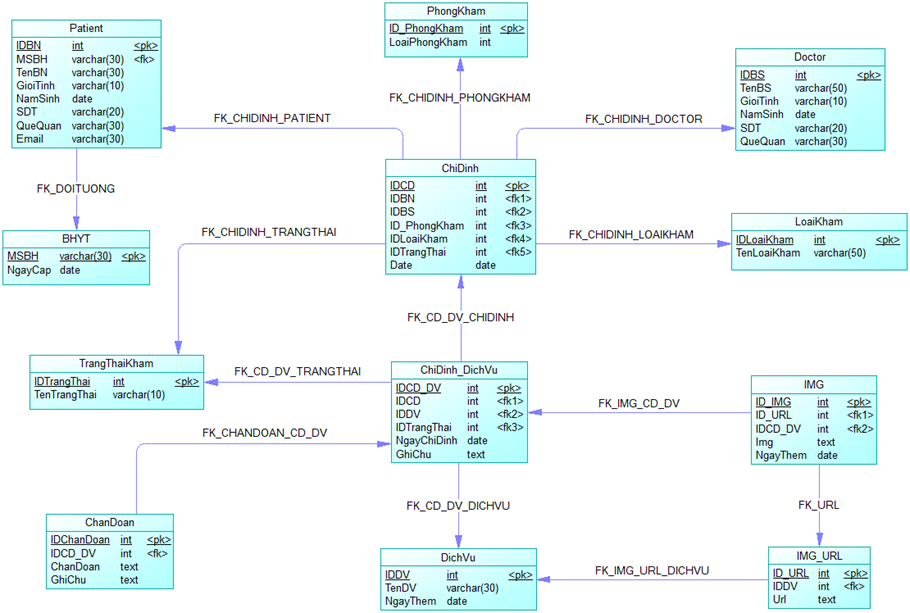 PhongKham
ID_PhongKham int <pk>
LoaiPhongKham int
Patient
IDBN int <pk>
MSBH varchar(30) <fk>
TenBN varchar(30)
GioiTinh varchar(10)
NamSinh date
SDT varchar(20)
QueQuan varchar(30)
Email varchar(30)
Doctor
IDBS int <pk>
TenBS varchar(50)
GioiTinh varchar(10)
NamSinh date
SDT varchar(20)
QueQuan varchar(30)
FK_CHIDINH_PHONGKHAM
FK_CHIDINH_PATIENT
FK_CHIDINH_DOCTOR
ChiDinh
IDCD int <pk>
IDBN int <fk1>
IDBS int <fk2>
ID_PhongKham int <fk3>
IDLoaiKham int <fk4>
IDTrangThai int <fk5>
Date date
FK_DOITUONG
BHYT
MSBH varchar(30) <pk>
NgayCap date
FK_CHIDINH_TRANGTHAI
FK_CHIDINH_LOAIKHAM
LoaiKham
IDLoaiKham int <pk>
TenLoaiKham varchar(50)
FK_CD_DV_CHIDINH
TrangThaiKham
IDTrangThai int <pk>
TenTrangThai varchar(10)
FK_CD_DV_TRANGTHAI
ChiDinh_DichVu
IDCD_DV int <pk>
IDCD int <fk1>
IDDV int <fk2>
IDTrangThai int <fk3>
NgayChiDinh date
GhiChu text
FK_IMG_CD_DV
IMG
ID_IMG int <pk>
ID_URL int <fk1>
IDCD_DV int <fk2>
Img text
NgayThem date
FK_CHANDOAN_CD_DV
FK_CD_DV_DICHVU
FK_URL
ChanDoan
IDChanDoan int <pk>
IDCD_DV int <fk>
ChanDoan text
GhiChu text
DichVu
IDDV int <pk>
TenDV varchar(30)
NgayThem date
FK_IMG_URL_DICHVU
IMG_URL
ID_URL int <pk>
IDDV int <fk>
Url text